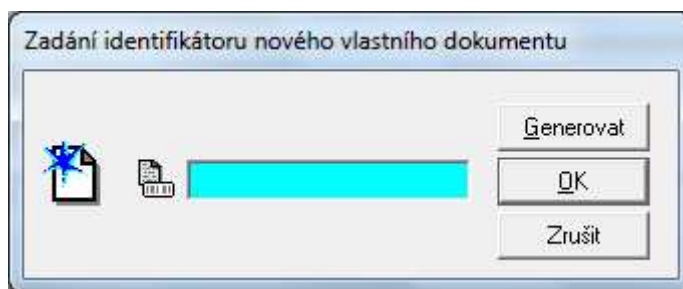 Zadání identifikátoru nového vlastního dokumentu
Generovat
OK
Zrušit